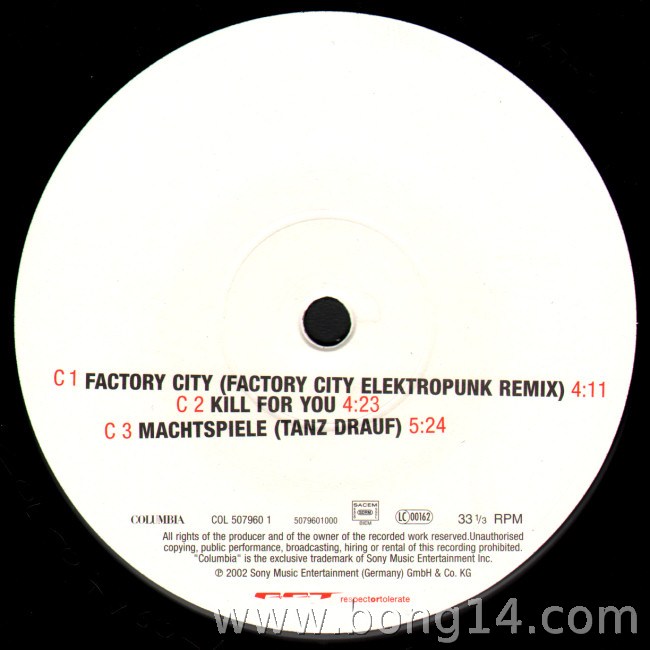 C 1 FACTORY CITY (FACTORY CITY ELEKTROPUNK REMIX) 4:11
C 2 KILL FOR YOU 4:23
C 3 MACHTSPIELE (TANZ DRAUF) 5:24
COLUMBIA COL 507960 1 5079601000 SACEM BIEM LC 00162 33 1/3 RPM
All rights of the producer and of the owner of the recorded work reserved.Unauthorised
copying, public performance, broadcasting, hiring or rental of this recording prohibited.
"Columbia" is the exclusive trademark of Sony Music Entertainment Inc.
℗ 2002 Sony Music Entertainment (Germany) GmbH & Co. KG
respectortolerate
www.bong14.com